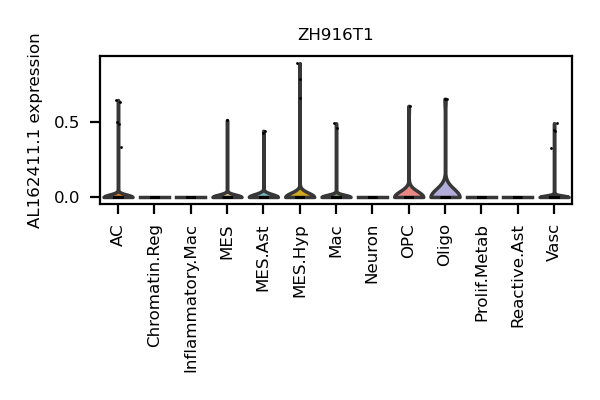 ZH916T1
AL162411.1 expression
0.5
0.0
AC
Chromatin.Reg
Inflammatory.Mac
MES
MES.Ast
MES.Hyp
Mac
Neuron
OPC
Oligo
Prolif.Metab
Reactive.Ast
Vasc